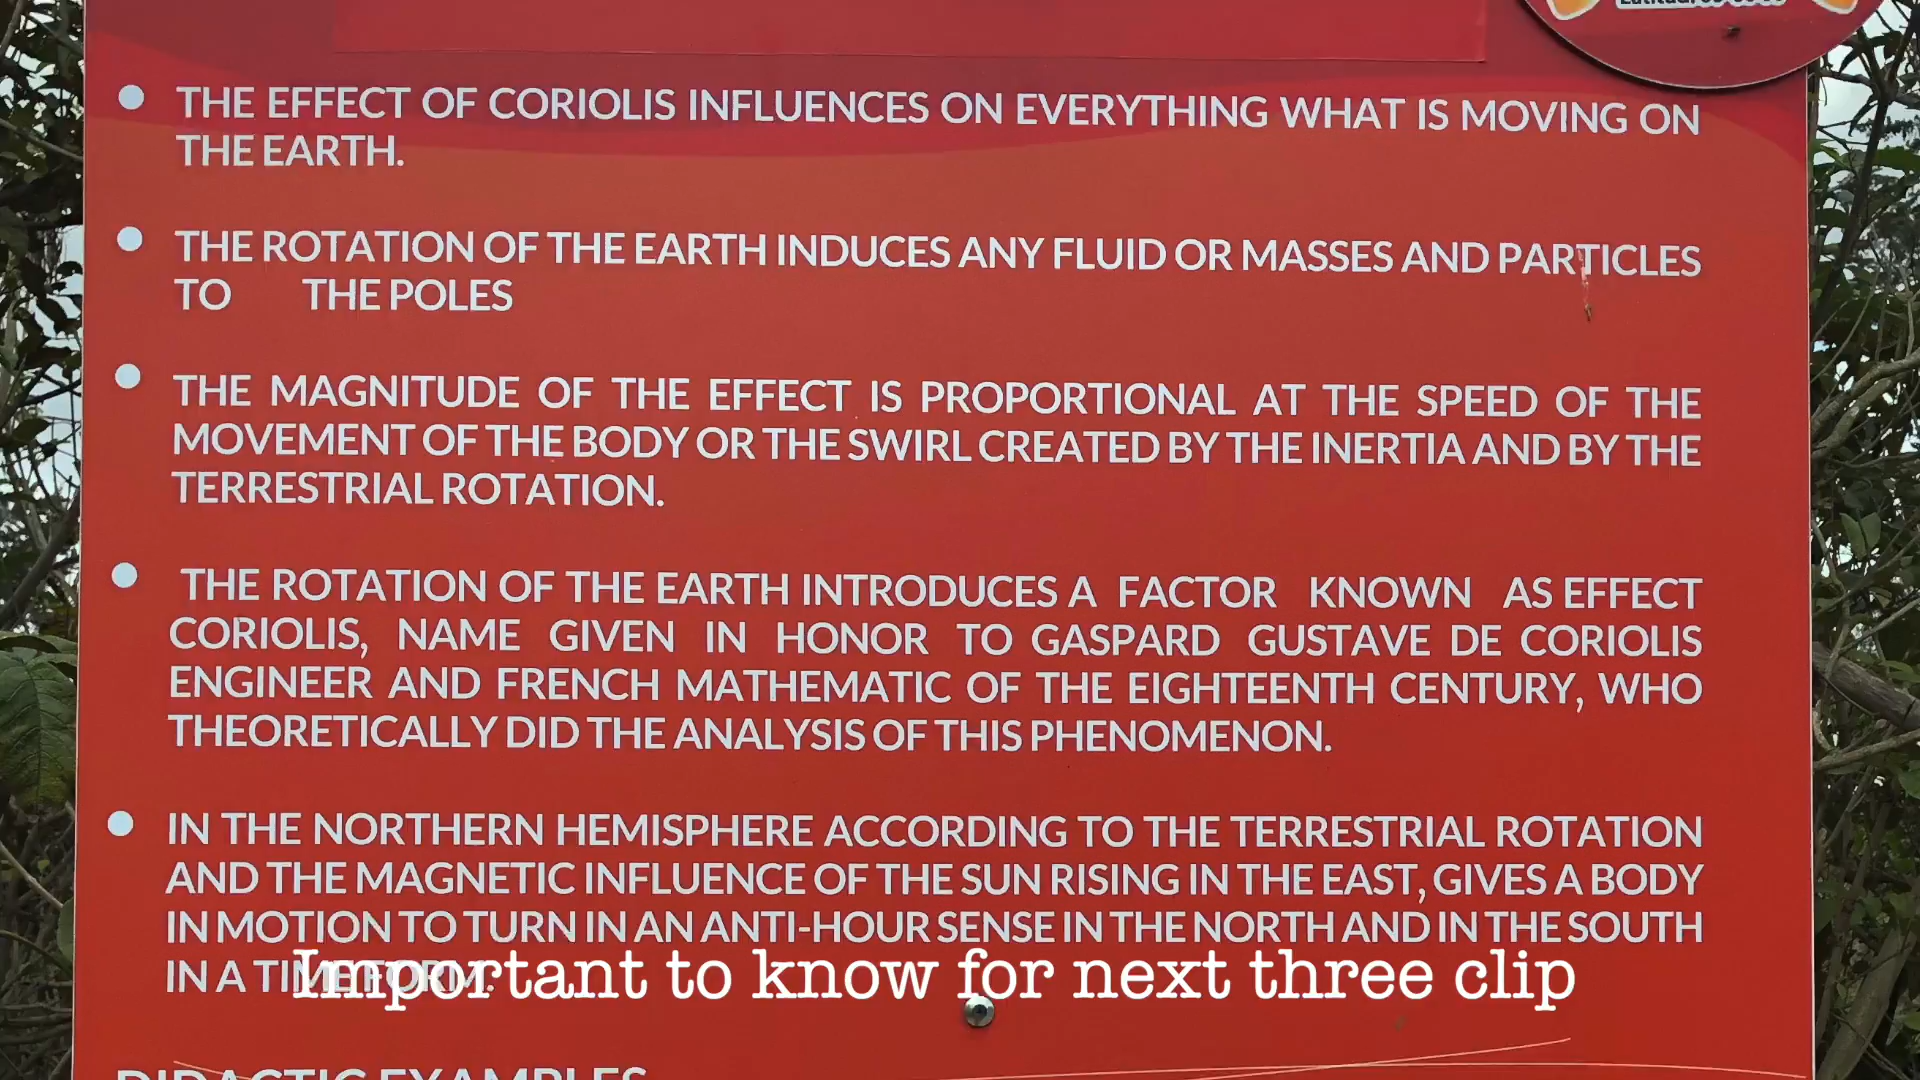 THE EFFECT OF CORIOLIS INFLUENCES ON EVERYTHING WHAT IS MOVING ON
THE EARTH.
THE ROTATION OF THE EARTH INDUCES ANY FLUID OR MASSES AND PARTICLES
TO THE POLES
THE MAGNITUDE OF THE EFFECT IS PROPORTIONAL AT THE SPEED OF THE
MOVEMENT OF THE BODY OR THE SWIRL CREATED BY THE INERTIA AND BY THE
TERRESTRIAL ROTATION.
THE ROTATION OF THE EARTH INTRODUCES A FACTOR KNOWN AS EFFECT
CORIOLIS, NAME GIVEN IN HONOR TO GASPARD GUSTAVE DE CORIOLIS
ENGINEER AND FRENCH MATHEMATIC OF THE EIGHTEENTH CENTURY, WHO
THEORETICALLY DID THE ANALYSIS OF THIS PHENOMENON.
IN THE NORTHERN HEMISPHERE ACCORDING TO THE TERRESTRIAL ROTATION
AND THE MAGNETIC INFLUENCE OF THE SUN RISING IN THE EAST, GIVES A BODY
IN MOTION TO TURN IN AN ANTI-HOUR SENSE IN THE NORTH AND IN THE SOUTH
IN A TIME FORM.
Important to know for next three clip
DIDACTIC EXAMPLES